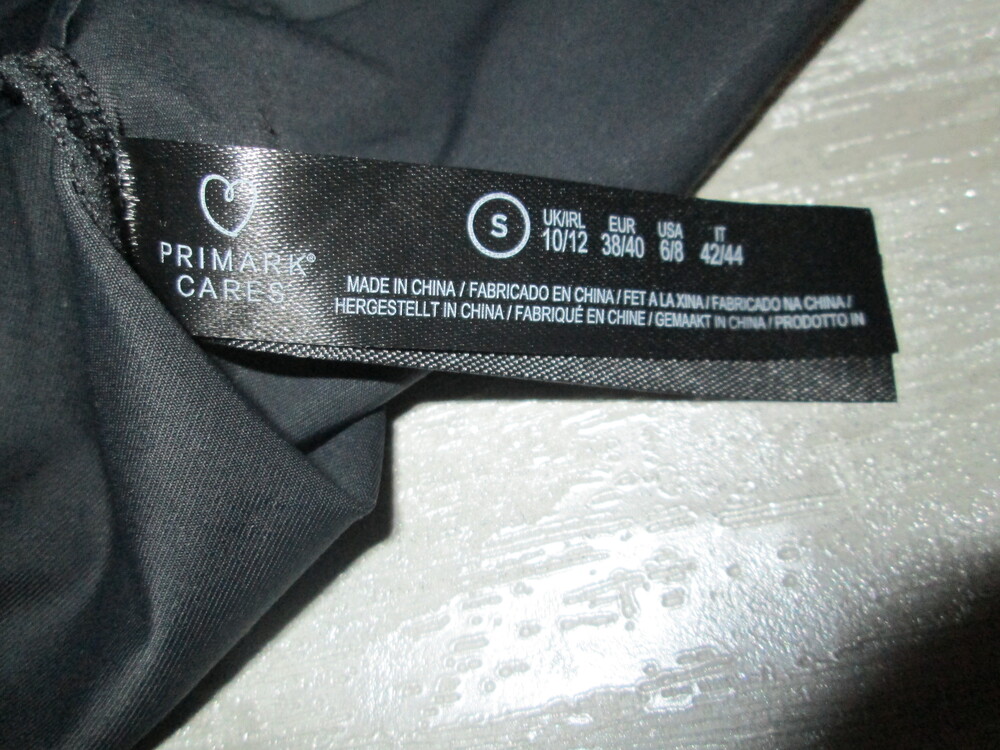 PRIMARK®
CARES
S
UK/IRL EUR USA IT
10/12 38/40 6/8 42/44
MADE IN CHINA / FABRICADO EN CHINA / FET A LA XINA / FABRICADO NA CHINA /
HERGESTELLT IN CHINA / FABRIQUÉ EN CHINE / GEMAAKT IN CHINA / PRODOTTO IN